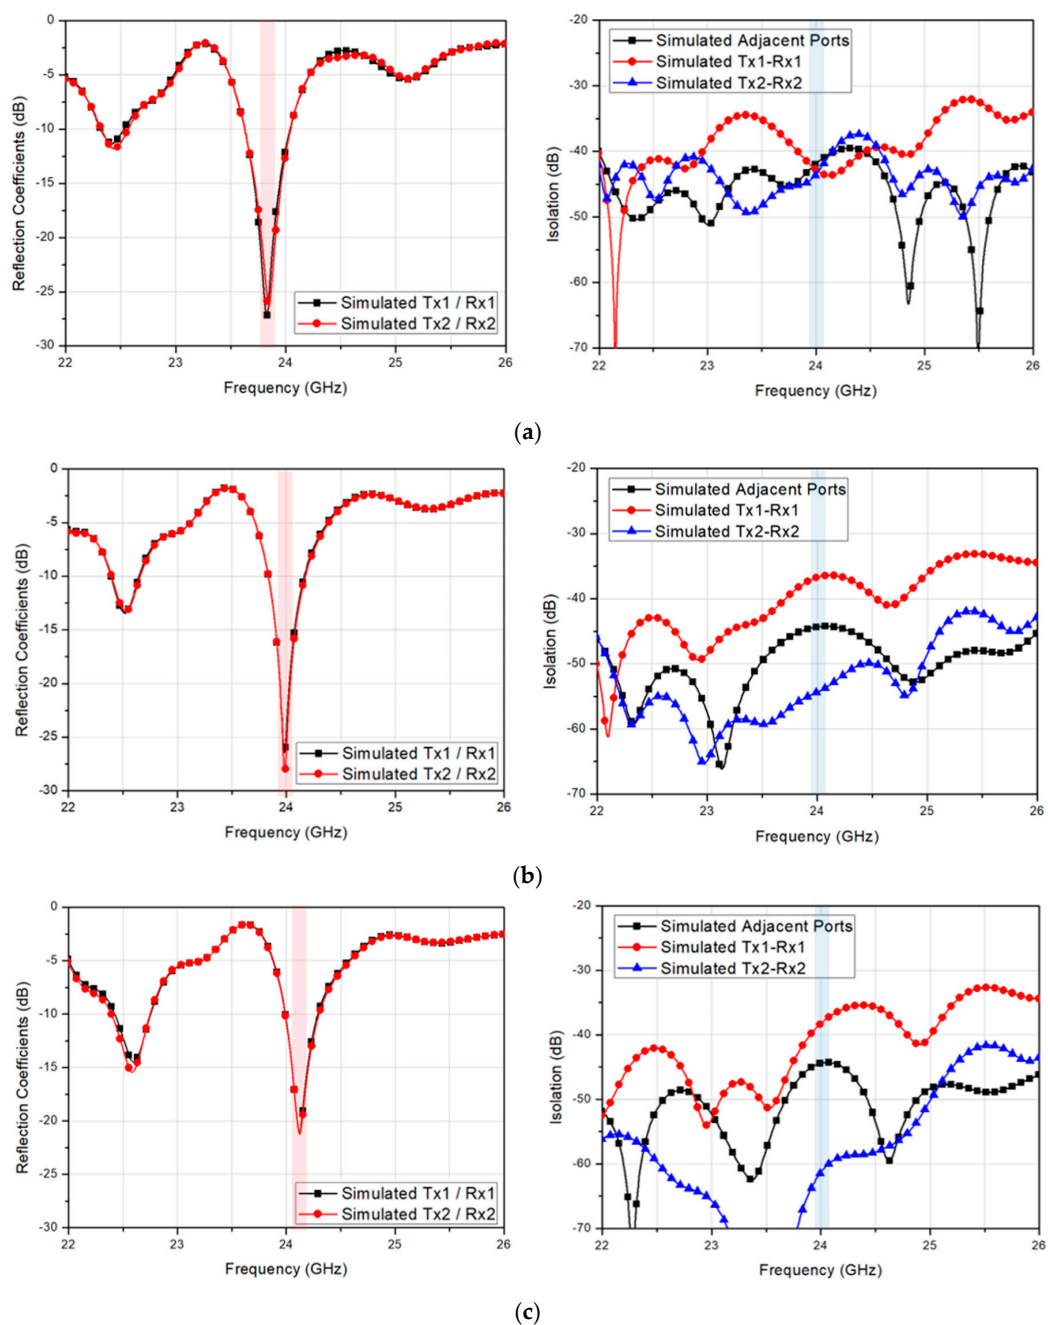 Reflection Coefficients (dB)
0
-5
-10
-15
-20
-25
-30
22
23
24
25
26
Frequency (GHz)
Simulated Tx1 / Rx1
Simulated Tx2 / Rx2
Isolation (dB)
-20
-30
-40
-50
-60
-70
22
23
24
25
26
Frequency (GHz)
Simulated Adjacent Ports
Simulated Tx1-Rx1
Simulated Tx2-Rx2
(a)
Reflection Coefficients (dB)
0
-5
-10
-15
-20
-25
-30
22
23
24
25
26
Frequency (GHz)
Simulated Tx1 / Rx1
Simulated Tx2 / Rx2
Isolation (dB)
-20
-30
-40
-50
-60
-70
22
23
24
25
26
Frequency (GHz)
Simulated Adjacent Ports
Simulated Tx1-Rx1
Simulated Tx2-Rx2
(b)
Reflection Coefficients (dB)
0
-5
-10
-15
-20
-25
-30
22
23
24
25
26
Frequency (GHz)
Simulated Tx1 / Rx1
Simulated Tx2 / Rx2
Isolation (dB)
-20
-30
-40
-50
-60
-70
22
23
24
25
26
Frequency (GHz)
Simulated Adjacent Ports
Simulated Tx1-Rx1
Simulated Tx2-Rx2
(c)